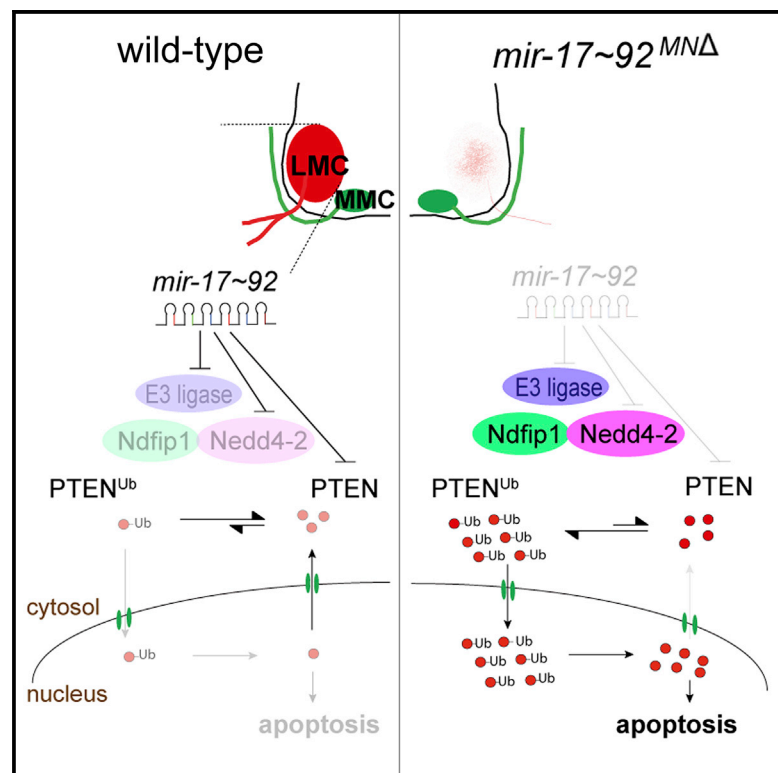 wild-type
LMC
MMC
mir-17~92
E3 ligase
Ndfip1 Nedd4-2
PTENUb PTEN
Ub
cytosol
Ub
nucleus
apoptosis
mir-17~92MNΔ
mir-17~92
E3 ligase
Ndfip1 Nedd4-2
PTENUb PTEN
Ub Ub
Ub Ub
Ub Ub
Ub Ub
Ub Ub
Ub Ub
apoptosis